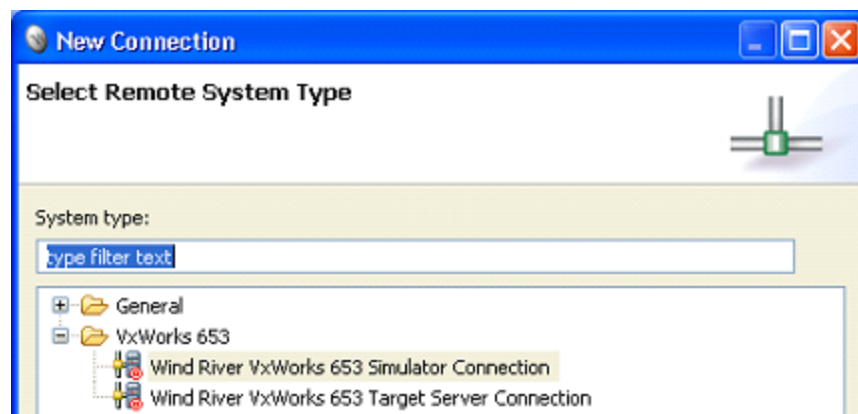 New Connection
Select Remote System Type
System type:
type filter text
General
VxWorks 653
Wind River VxWorks 653 Simulator Connection
Wind River VxWorks 653 Target Server Connection